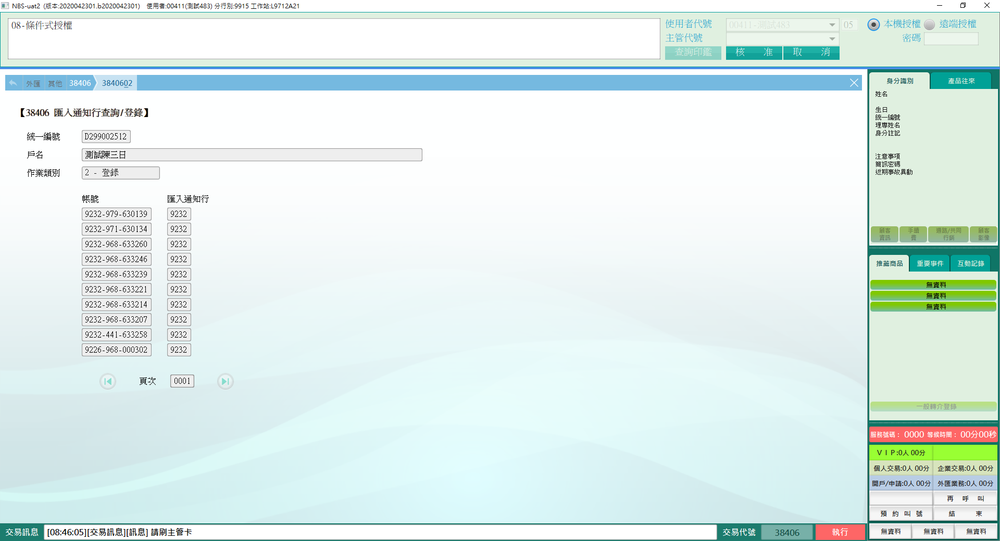 NBS-uat2 (版本:2020042301.b2020042301) 使用者:00411(測試483) 分行別:9915 工作站:L9712A21
08-條件式授權
使用者代號 00411-測試483 05 本機授權 遠端授權
主管代號 密碼
查詢印鑑 核 准 取 消
外匯 其他 38406 3840602
【38406 匯入通知行查詢/登錄】
統一編號 D299002512
戶名 測試陳三日
作業類別 2 - 登錄
帳號 匯入通知行
9232-979-630139 9232
9232-971-630134 9232
9232-968-633260 9232
9232-968-633246 9232
9232-968-633239 9232
9232-968-633221 9232
9232-968-633214 9232
9232-968-633207 9232
9232-441-633258 9232
9226-968-000302 9232
頁次 0001
身分識別 產品往來
姓名
生日
統一編號
理專姓名
身分註記
注意事項
簡訊密碼
近期事故異動
顧客資訊 手續費 通路/共同行銷 顧客影像
推薦商品 重要事件 互動記錄
無資料
無資料
無資料
一般轉介登錄
服務號碼: 0000 等候時間: 00分00秒
VIP:0人 00分
個人交易:0人 00分 企業交易:0人 00分
開戶/申請:0人 00分 外匯業務:0人 00分
再 呼 叫
預 約 叫 號 結 束
無資料 無資料 無資料
交易訊息 [08:46:05][交易訊息][訊息] 請刷主管卡 交易代號 38406 執行